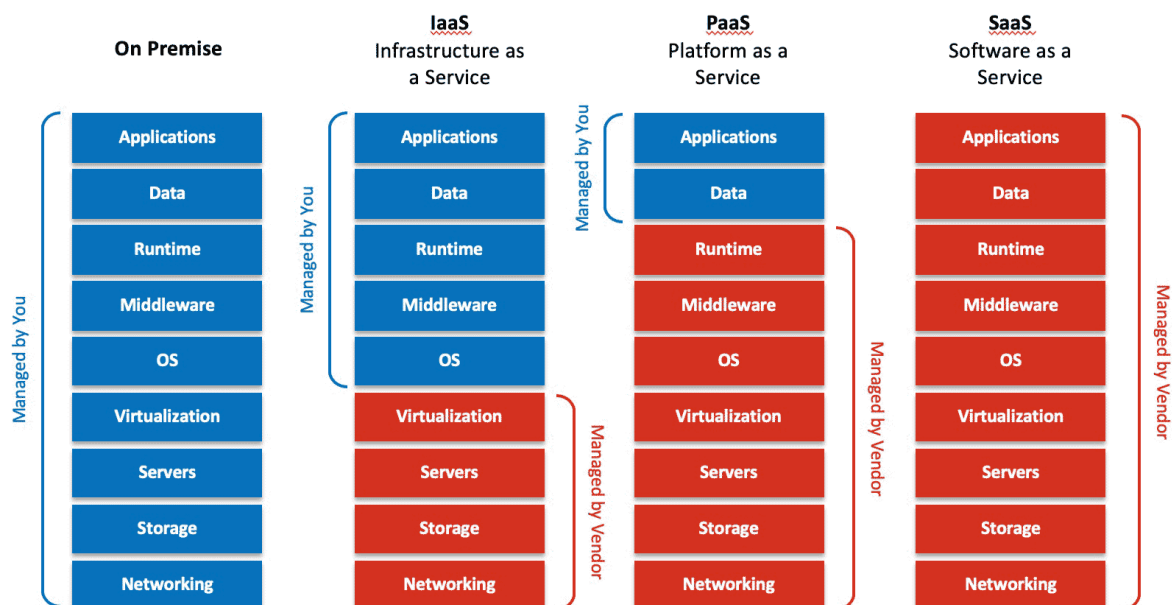 On Premise
Managed by You
Applications
Data
Runtime
Middleware
OS
Virtualization
Servers
Storage
Networking
IaaS
Infrastructure as
a Service
Managed by You
Applications
Data
Runtime
Middleware
OS
Virtualization
Servers
Storage
Networking
Managed by Vendor
PaaS
Platform as a
Service
Managed by You
Applications
Data
Runtime
Middleware
OS
Virtualization
Servers
Storage
Networking
Managed by Vendor
SaaS
Software as a
Service
Applications
Data
Runtime
Middleware
OS
Virtualization
Servers
Storage
Networking
Managed by Vendor